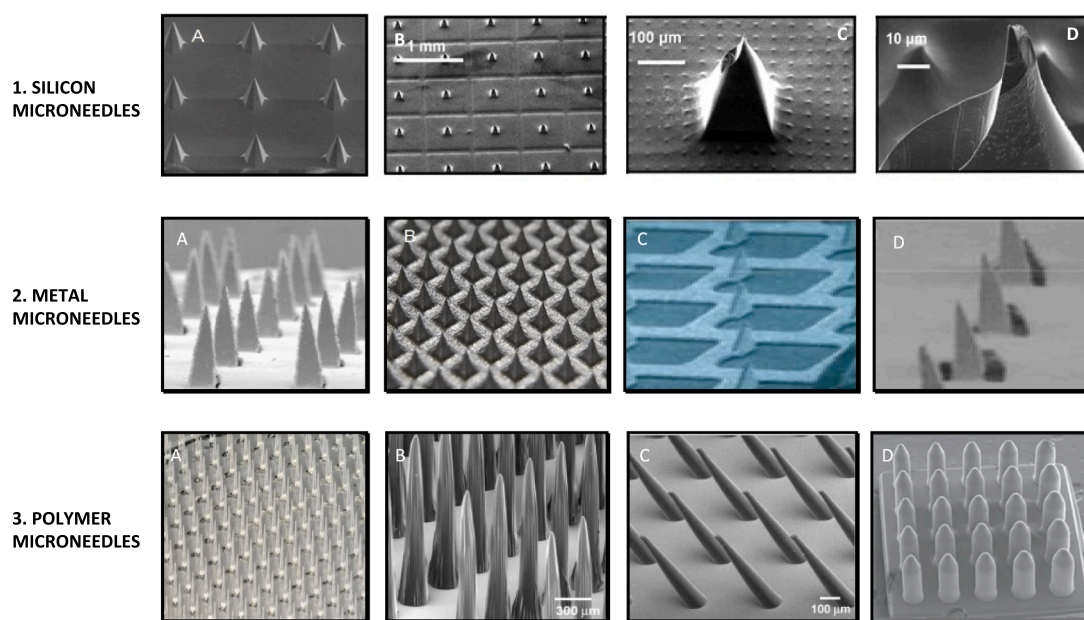 1. SILICON
MICRONEEDLES
A
B
1 mm
100 µm
C
10 µm
D
2. METAL
MICRONEEDLES
A
B
C
D
3. POLYMER
MICRONEEDLES
A
B
300 µm
C
100 µm
D